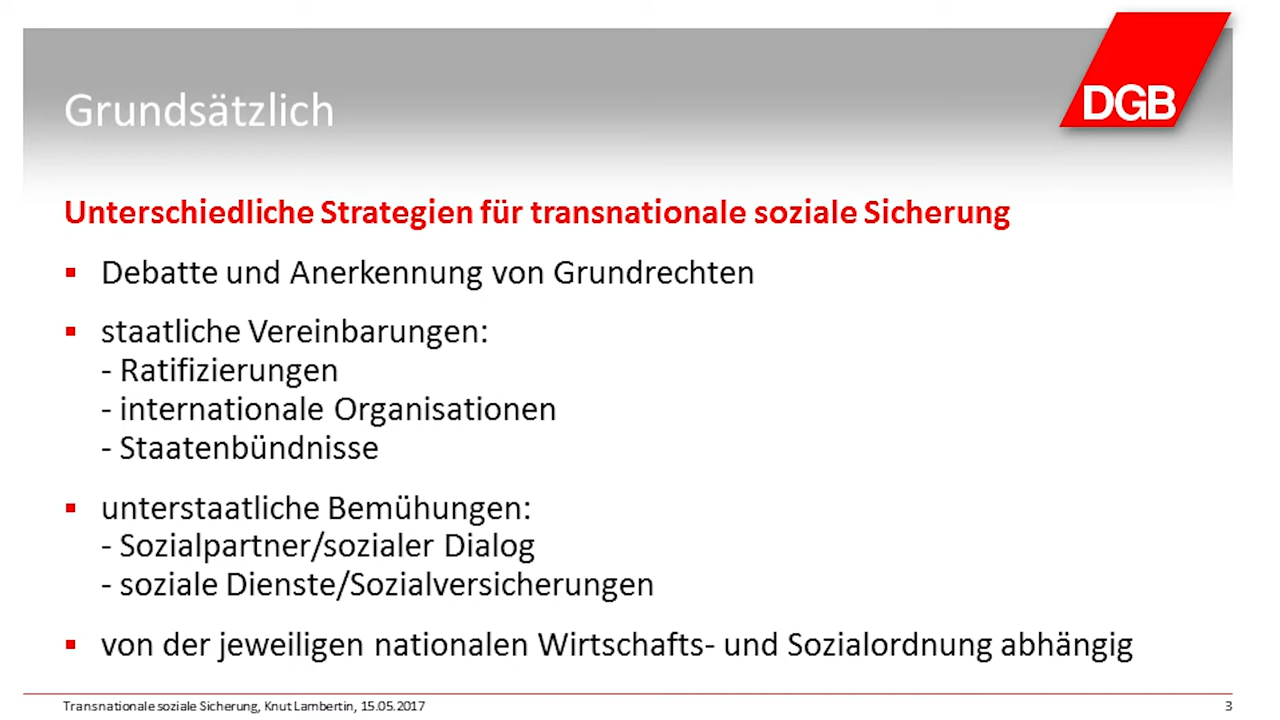 Grundsätzlich
DGB
Unterschiedliche Strategien für transnationale soziale Sicherung
▪ Debatte und Anerkennung von Grundrechten
▪ staatliche Vereinbarungen:
- Ratifizierungen
- internationale Organisationen
- Staatenbündnisse
▪ unterstaatliche Bemühungen:
- Sozialpartner/sozialer Dialog
- soziale Dienste/Sozialversicherungen
▪ von der jeweiligen nationalen Wirtschafts- und Sozialordnung abhängig
Transnationale soziale Sicherung, Knut Lambertin, 15.05.2017 3